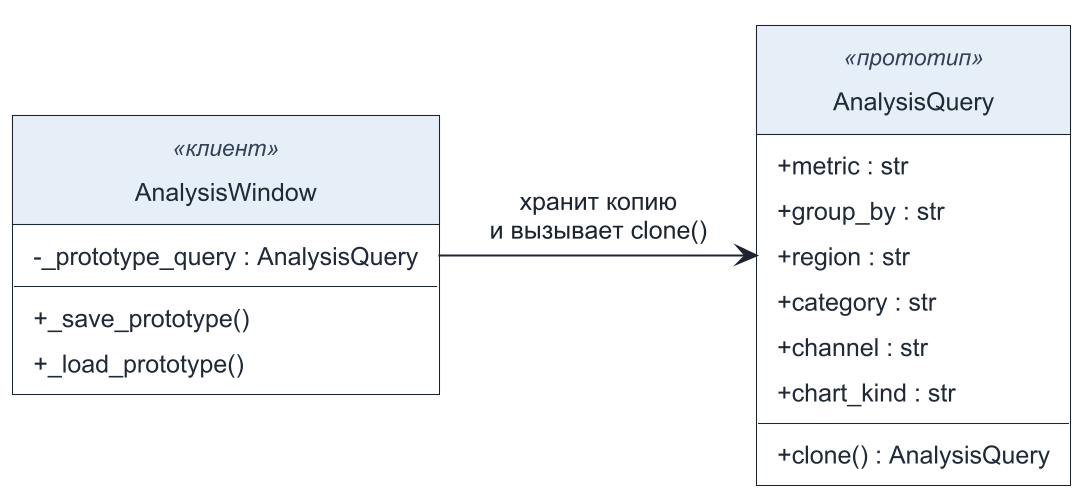 «клиент»
AnalysisWindow
-_prototype_query : AnalysisQuery
+_save_prototype()
+_load_prototype()
хранит копию
и вызывает clone()
«прототип»
AnalysisQuery
+metric : str
+group_by : str
+region : str
+category : str
+channel : str
+chart_kind : str
+clone() : AnalysisQuery